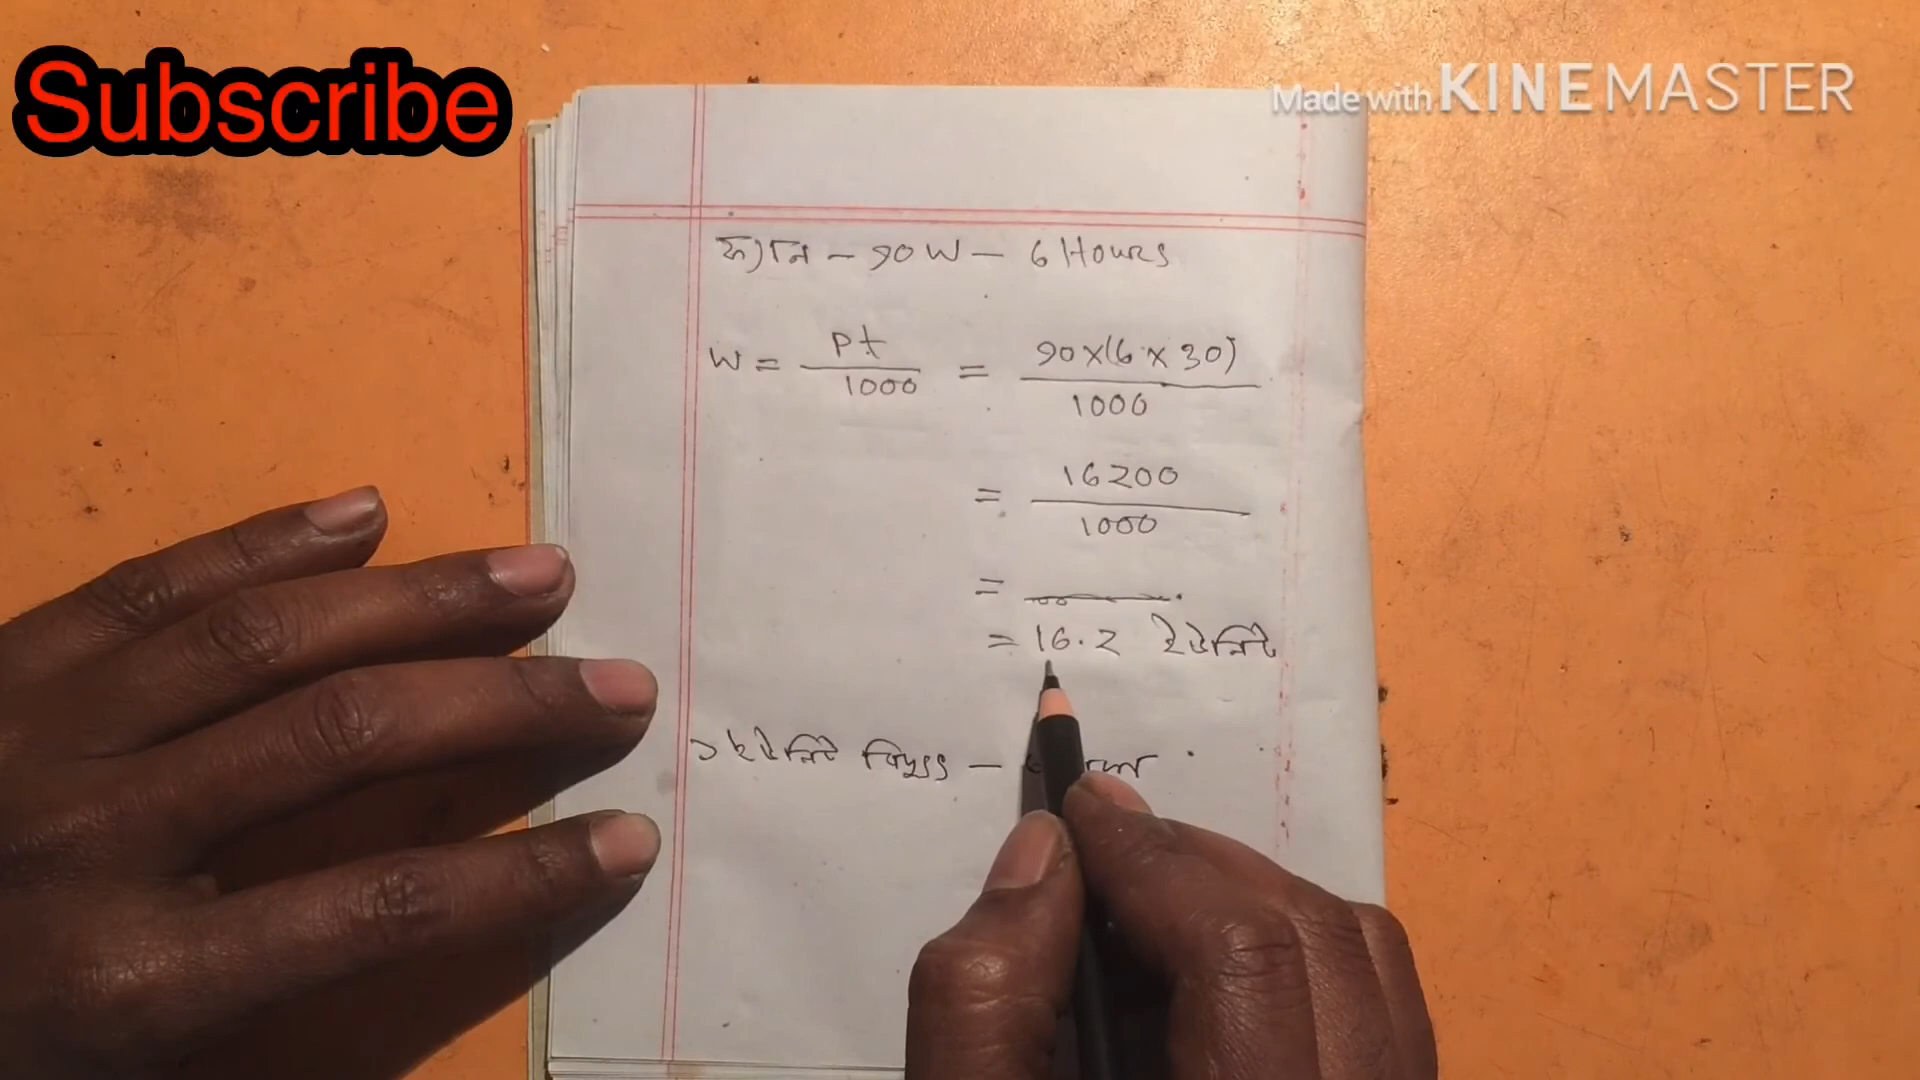 Subscribe
Made with KINEMASTER
ফ্যান - 90W - 6 Hours
W = Pt / 1000 = 90×(6×30) / 1000
= 16200 / 1000
=
= 16.2 ইউনিট
১ ইউনিট বিদ্যুৎ -